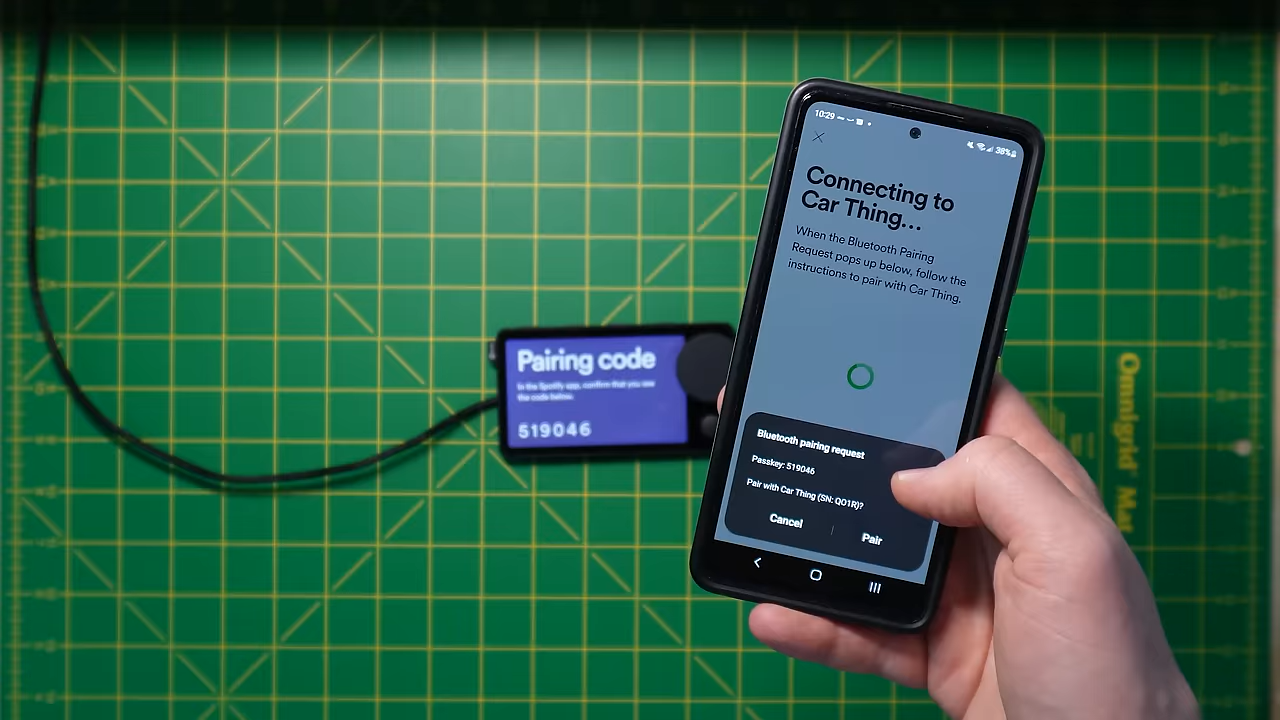 Pairing code
In the Spotify app, confirm that you see
the code below.
519046
10:29
38%
Connecting to
Car Thing...
When the Bluetooth Pairing
Request pops up below, follow the
instructions to pair with Car Thing.
Bluetooth pairing request
Passkey: 519046
Pair with Car Thing (SN: QO1R)?
Cancel
Pair
Omnigrid Mat